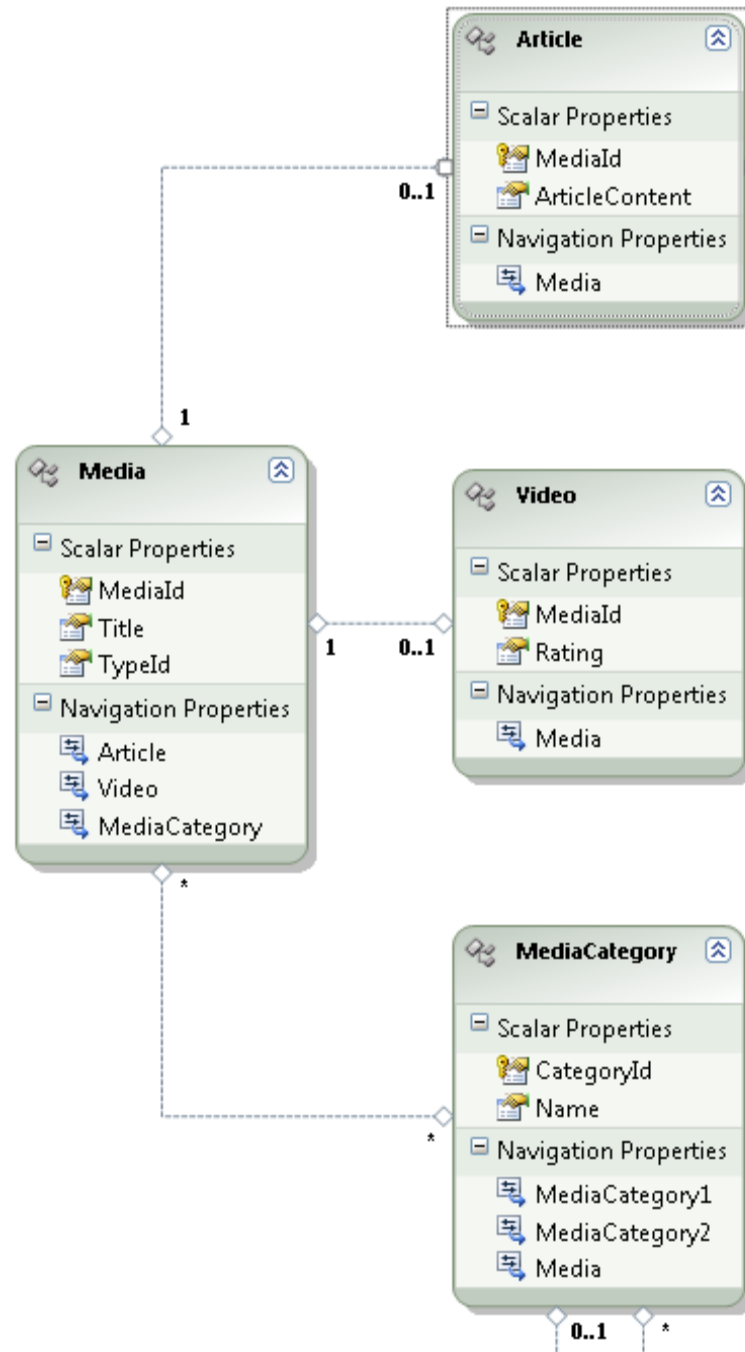 Article
Scalar Properties
MediaId
ArticleContent
Navigation Properties
Media
0..1
1
Media
Scalar Properties
MediaId
Title
TypeId
Navigation Properties
Article
Video
MediaCategory
1
0..1
Video
Scalar Properties
MediaId
Rating
Navigation Properties
Media
*
*
MediaCategory
Scalar Properties
CategoryId
Name
Navigation Properties
MediaCategory1
MediaCategory2
Media
0..1
*